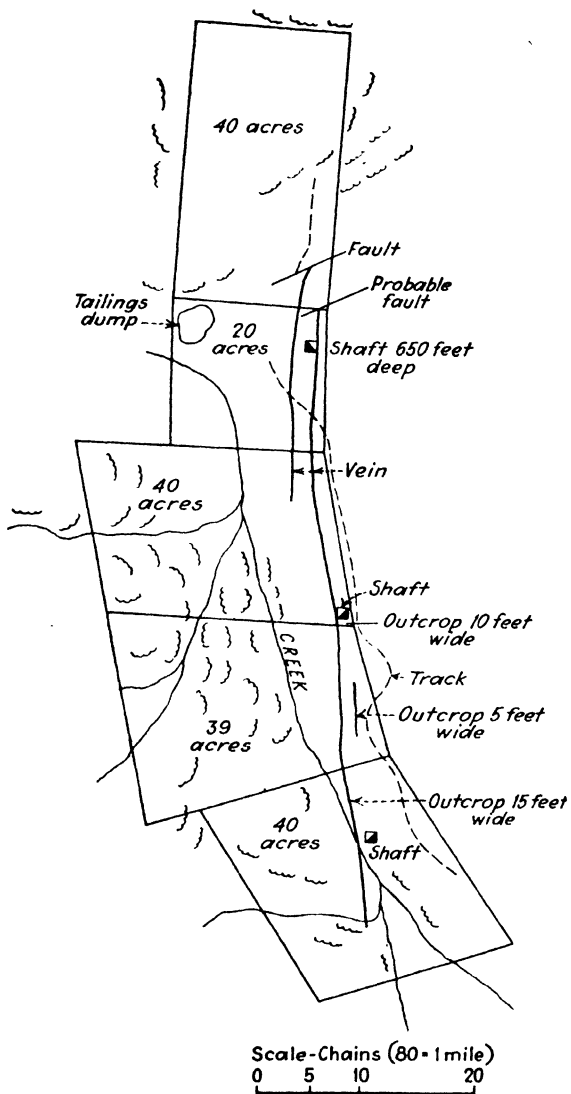 40 acres
Fault
Probable
fault
Tailings
dump
20
acres
Shaft 650 feet
deep
Vein
40
acres
Shaft
Outcrop 10 feet
wide
CREEK
Track
39
acres
Outcrop 5 feet
wide
40
acres
Outcrop 15 feet
wide
Shaft
Scale-Chains (80=1 mile)
0 5 10 20